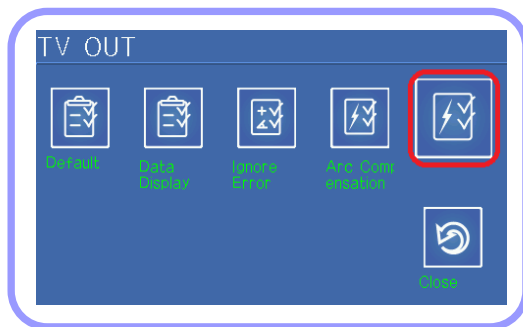 TV OUT
Default
Data
Display
Ignore
Error
Arc Comp
ensation
Close